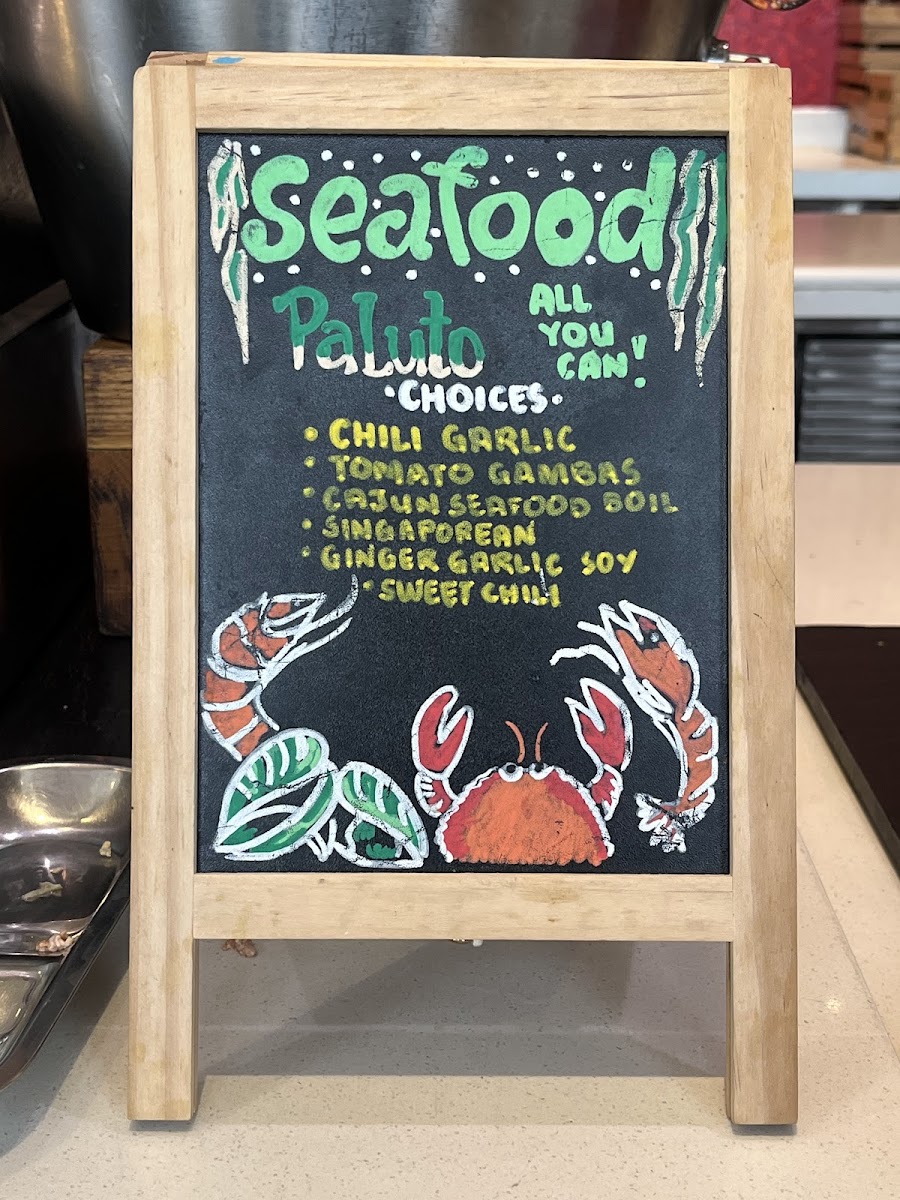 Seafood
Paluto
ALL
YOU
CAN!
•CHOICES•
• CHILI GARLIC
• TOMATO GAMBAS
• CAJUN SEAFOOD BOIL
• SINGAPOREAN
• GINGER GARLIC SOY
• SWEET CHILI